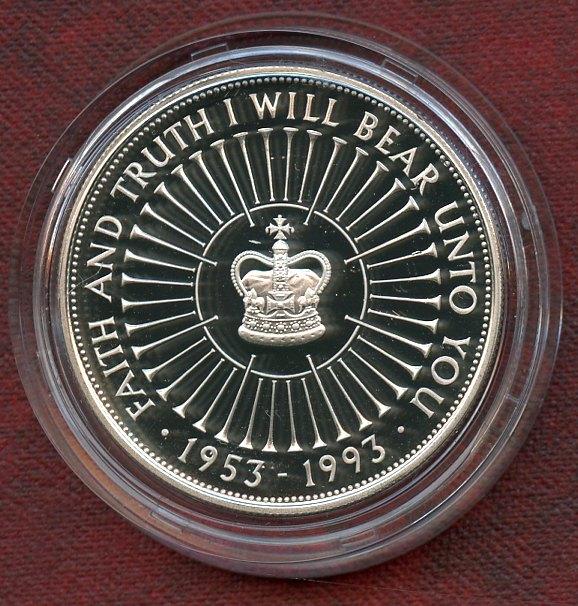 FAITH AND TRUTH I WILL BEAR UNTO YOU
· 1953 - 1993 ·